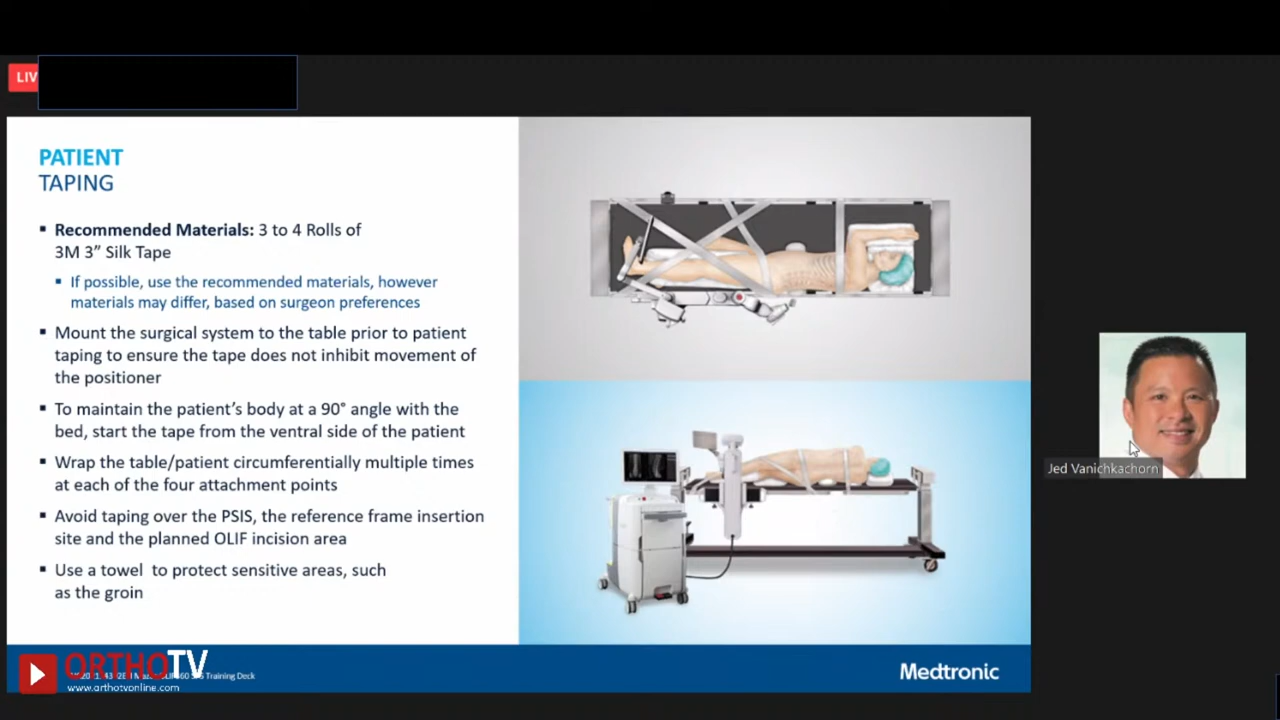 LIV
PATIENT
TAPING
▪ Recommended Materials: 3 to 4 Rolls of
3M 3” Silk Tape
▪ If possible, use the recommended materials, however
materials may differ, based on surgeon preferences
▪ Mount the surgical system to the table prior to patient
taping to ensure the tape does not inhibit movement of
the positioner
▪ To maintain the patient’s body at a 90° angle with the
bed, start the tape from the ventral side of the patient
▪ Wrap the table/patient circumferentially multiple times
at each of the four attachment points
▪ Avoid taping over the PSIS, the reference frame insertion
site and the planned OLIF incision area
▪ Use a towel to protect sensitive areas, such
as the groin
Jed Vanichkachorn
ORTHOTV
Training Deck
www.orthotvonline.com
Medtronic